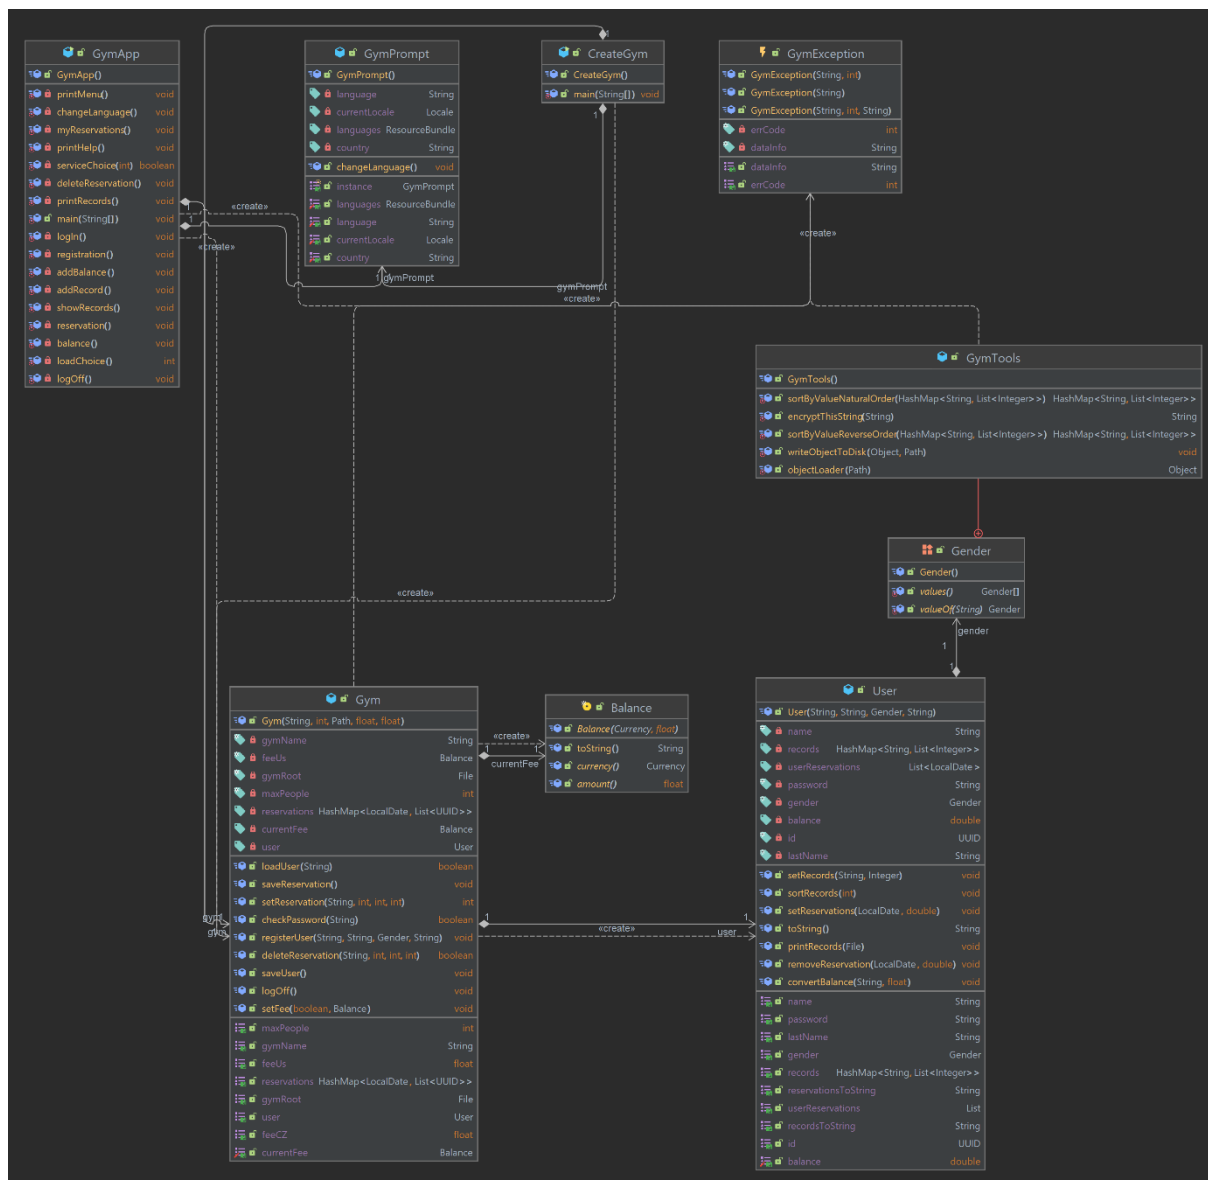 GymApp
GymApp()
printMenu() void
changeLanguage() void
myReservations() void
printHelp() void
serviceChoice(int) boolean
deleteReservation() void
printRecords() void
main(String[]) void
logIn() void
registration() void
addBalance() void
addRecord() void
showRecords() void
reservation() void
balance() void
loadChoice() int
logOff() void
GymPrompt
GymPrompt()
language String
currentLocale Locale
languages ResourceBundle
country String
changeLanguage() void
instance GymPrompt
languages ResourceBundle
language String
currentLocale Locale
country String
CreateGym
CreateGym()
main(String[]) void
GymException
GymException(String, int)
GymException(String)
GymException(String, int, String)
errCode int
dataInfo String
dataInfo String
errCode int
1
1
1
1
«create»
«create»
«create»
1 gymPrompt
gymPrompt
«create»
GymTools
GymTools()
sortByValueNaturalOrder(HashMap<String, List<Integer>>) HashMap<String, List<Integer>>
encryptThisString(String) String
sortByValueReverseOrder(HashMap<String, List<Integer>>) HashMap<String, List<Integer>>
writeObjectToDisk(Object, Path) void
objectLoader(Path) Object
Gender
Gender()
values() Gender[]
valueOf(String) Gender
gender
1
1
«create»
Gym
Gym(String, int, Path, float, float)
gymName String
feeUs Balance
gymRoot File
maxPeople int
reservations HashMap<LocalDate, List<UUID>>
currentFee Balance
user User
loadUser(String) boolean
saveReservation() void
setReservation(String, int, int, int) int
checkPassword(String) boolean
registerUser(String, String, Gender, String) void
deleteReservation(String, int, int, int) boolean
saveUser() void
logOff() void
setFee(boolean, Balance) void
maxPeople int
gymName String
feeUs float
reservations HashMap<LocalDate, List<UUID>>
gymRoot File
user User
feeCZ float
currentFee Balance
gym
gym
«create»
1
1
currentFee
Balance
Balance(Currency, float)
toString() String
currency() Currency
amount() float
1
1
«create»
user
User
User(String, String, Gender, String)
name String
records HashMap<String, List<Integer>>
userReservations List<LocalDate>
password String
gender Gender
balance double
id UUID
lastName String
setRecords(String, Integer) void
sortRecords(int) void
setReservations(LocalDate, double) void
toString() String
printRecords(File) void
removeReservation(LocalDate, double) void
convertBalance(String, float) void
name String
password String
lastName String
gender Gender
records HashMap<String, List<Integer>>
reservationsToString String
userReservations List
recordsToString String
id UUID
balance double